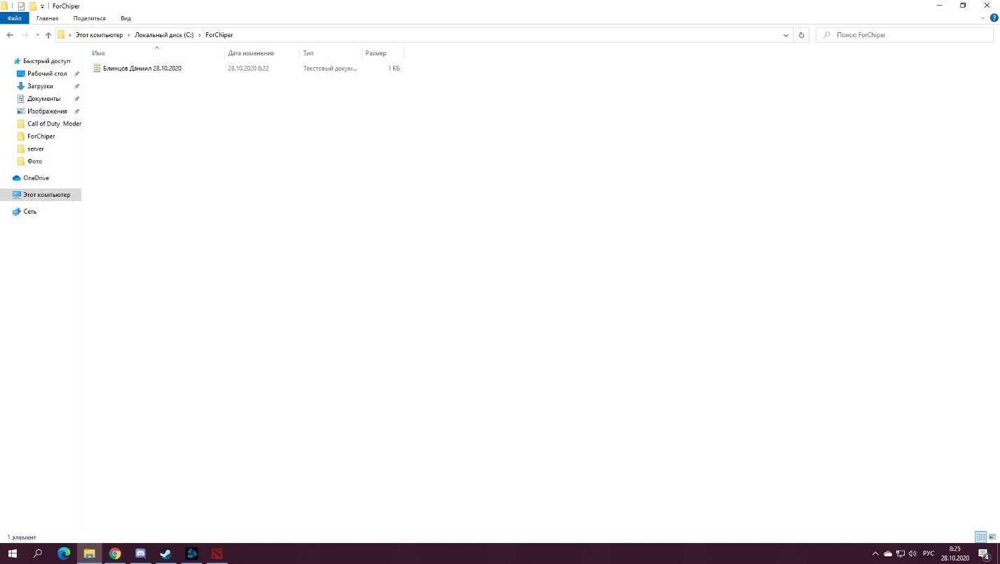 ForChiper
Файл Главная Поделиться Вид
Этот компьютер Локальный диск (C:) ForChiper Поиск: ForChiper
Имя Дата изменения Тип Размер
Блинцов Даниил 28.10.2020 28.10.2020 8:22 Текстовый докум... 1 КБ
Быстрый доступ
Рабочий стол
Загрузки
Документы
Изображения
Call of Duty Moder
ForChiper
server
Фото
OneDrive
Этот компьютер
Сеть
1 элемент
РУС 8:25
28.10.2020 4